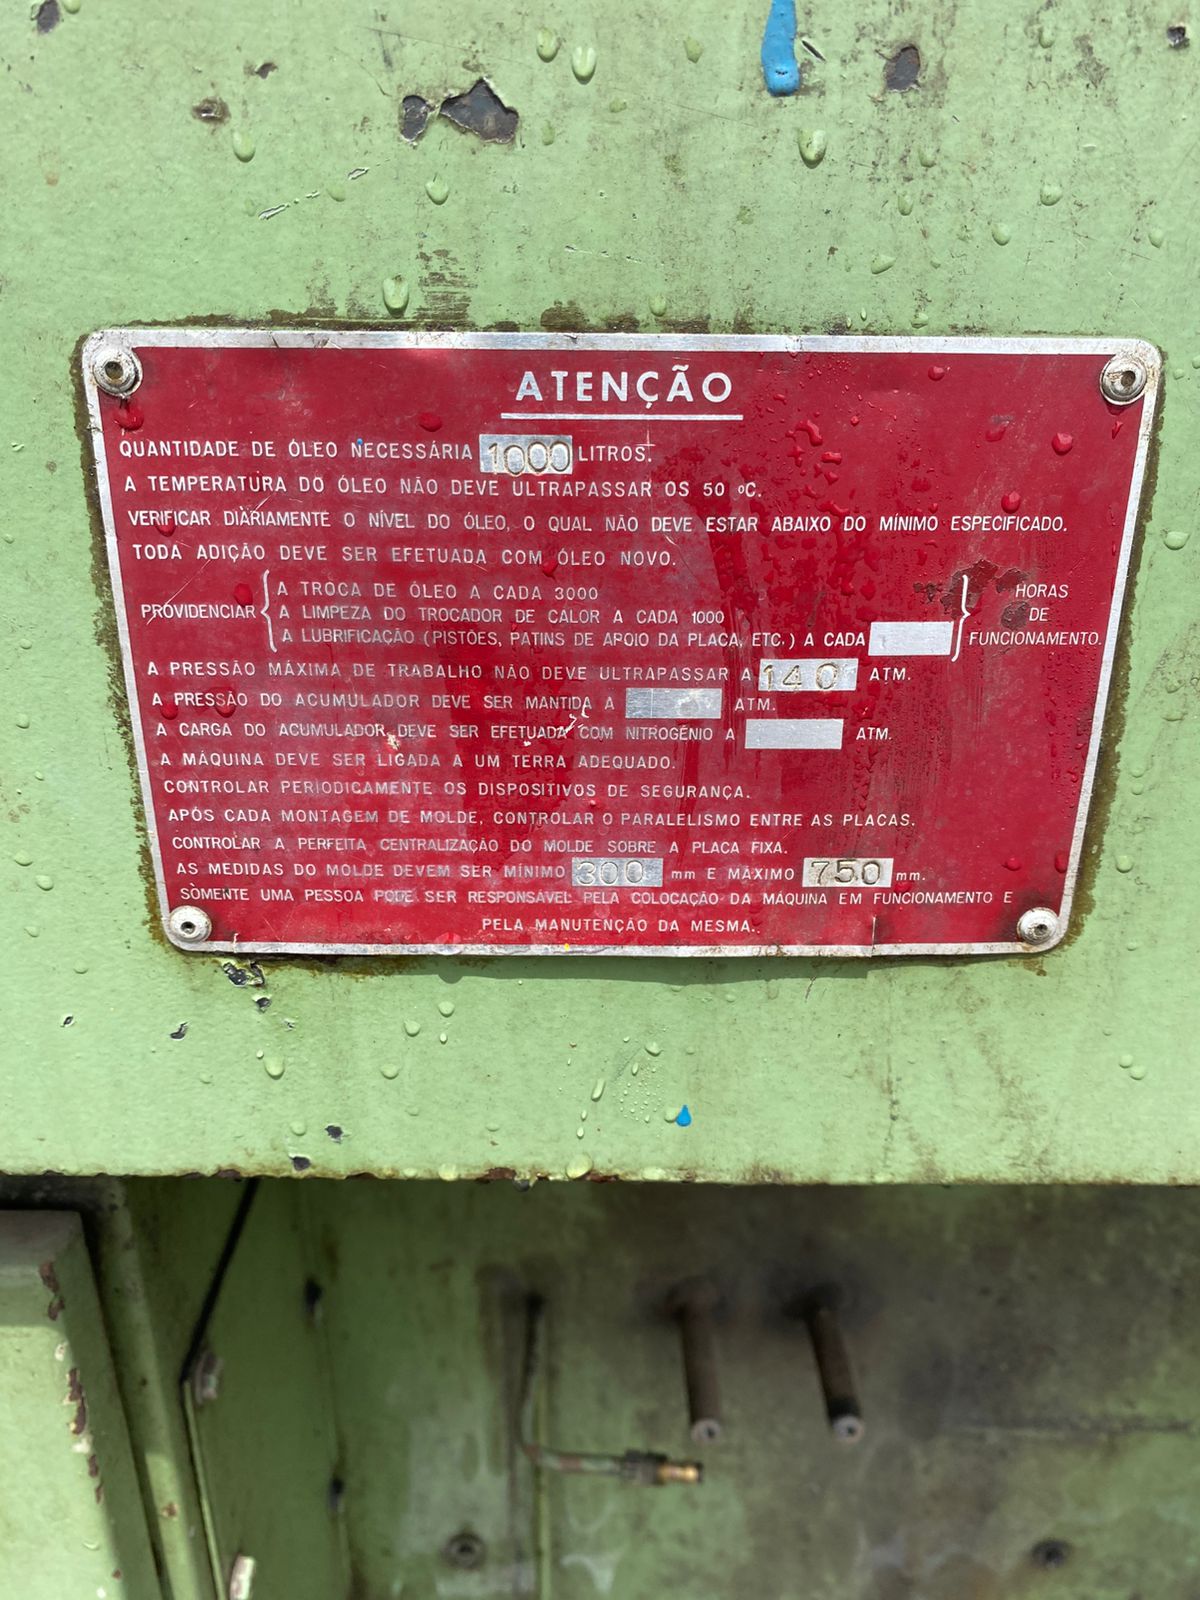 ATENÇÃO
QUANTIDADE DE ÓLEO NECESSÁRIA 1000 LITROS.
A TEMPERATURA DO ÓLEO NÃO DEVE ULTRAPASSAR OS 50 ºC.
VERIFICAR DIÀRIAMENTE O NÍVEL DO ÓLEO, O QUAL NÃO DEVE ESTAR ABAIXO DO MÍNIMO ESPECIFICADO.
TODA ADIÇÃO DEVE SER EFETUADA COM ÓLEO NOVO.
PROVIDENCIAR
A TROCA DE ÓLEO A CADA 3000
A LIMPEZA DO TROCADOR DE CALOR A CADA 1000
A LUBRIFICAÇÃO (PISTÕES, PATINS DE APOIO DA PLACA, ETC.) A CADA
HORAS
DE
FUNCIONAMENTO.
A PRESSÃO MÁXIMA DE TRABALHO NÃO DEVE ULTRAPASSAR A 140 ATM.
A PRESSÃO DO ACUMULADOR DEVE SER MANTIDA A ATM.
A CARGA DO ACUMULADOR DEVE SER EFETUADA COM NITROGÊNIO A ATM.
A MÁQUINA DEVE SER LIGADA A UM TERRA ADEQUADO.
CONTROLAR PERIODICAMENTE OS DISPOSITIVOS DE SEGURANÇA.
APÓS CADA MONTAGEM DE MOLDE, CONTROLAR O PARALELISMO ENTRE AS PLACAS.
CONTROLAR A PERFEITA CENTRALIZAÇÃO DO MOLDE SOBRE A PLACA FIXA.
AS MEDIDAS DO MOLDE DEVEM SER MÍNIMO 300 mm E MÁXIMO 750 mm.
SÒMENTE UMA PESSOA PODE SER RESPONSÁVEL PELA COLOCAÇÃO DA MÁQUINA EM FUNCIONAMENTO E
PELA MANUTENÇÃO DA MESMA.